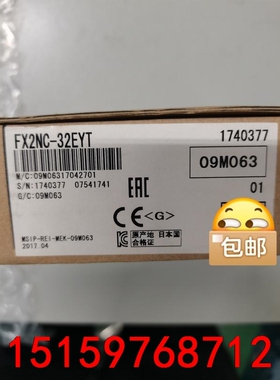 FX2NC-32EYT
1740377
M/C:09M06317042701
S/N:1740377 07541741
G/C:09M063
09M063
01
EAC
CE <G>
原产地 日本国
合格证
MSIP-REI-MEK-09M063
2017.04
包邮
15159768712